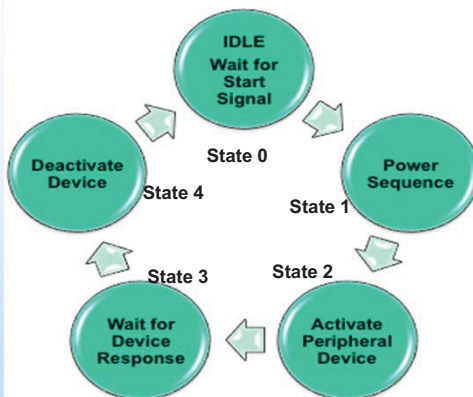 IDLE
Wait for
Start
Signal
State 0
Power
Sequence
State 1
Activate
Peripheral
Device
State 2
Wait for
Device
Response
State 3
Deactivate
Device
State 4